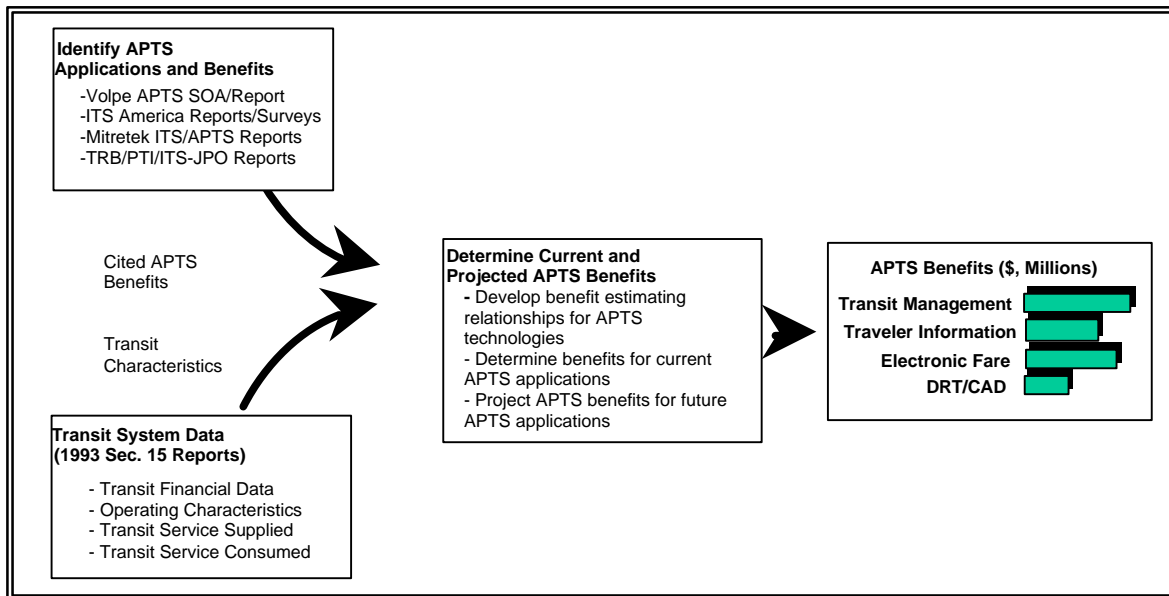 Identify APTS
Applications and Benefits
-Volpe APTS SOA/Report
-ITS America Reports/Surveys
-Mitretek ITS/APTS Reports
-TRB/PTI/ITS-JPO Reports
Cited APTS
Benefits
Transit
Characteristics
Transit System Data
(1993 Sec. 15 Reports)
- Transit Financial Data
- Operating Characteristics
- Transit Service Supplied
- Transit Service Consumed
Determine Current and
Projected APTS Benefits
- Develop benefit estimating
relationships for APTS
technologies
- Determine benefits for current
APTS applications
- Project APTS benefits for future
APTS applications
APTS Benefits ($, Millions)
Transit Management
Traveler Information
Electronic Fare
DRT/CAD